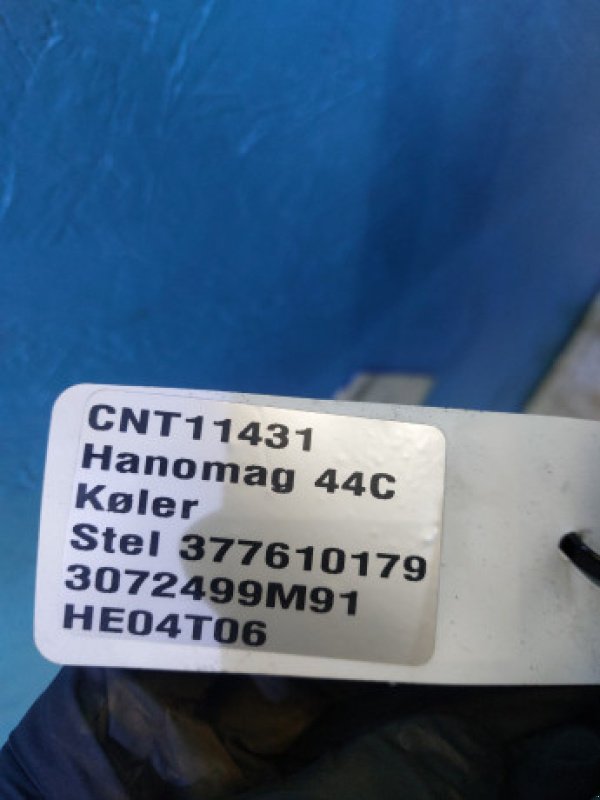 CNT11431
Hanomag 44C
Køler
Stel 377610179
3072499M91
HE04T06